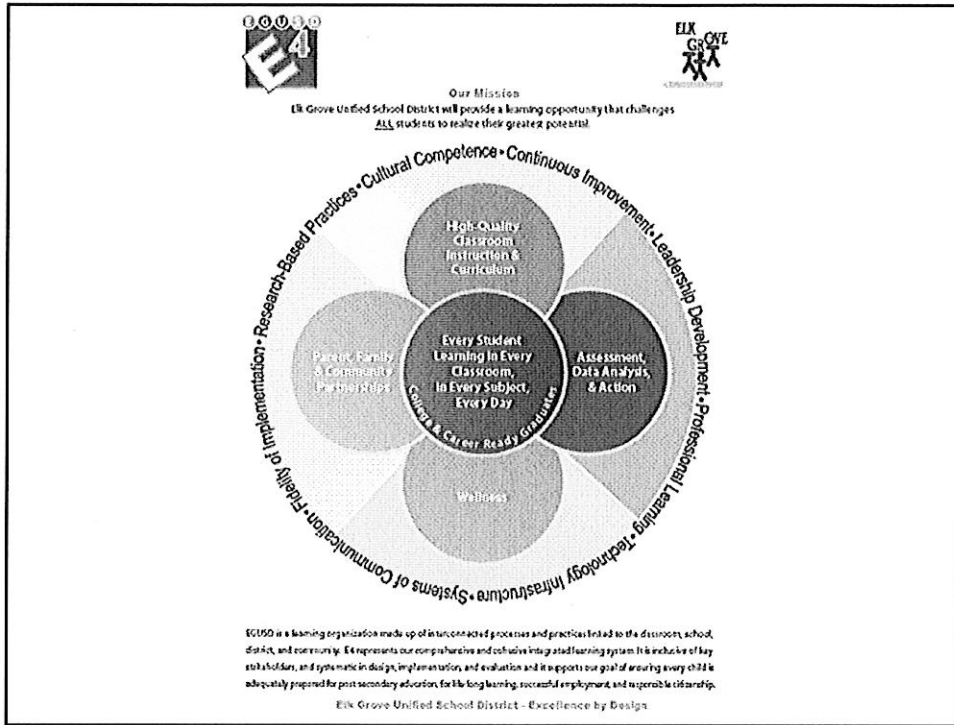 EGUSD
E4
ELK
GROVE
Our Mission
Elk Grove Unified School District will provide a learning opportunity that challenges
ALL students to realize their greatest potential.
Fidelity of Implementation • Research-Based Practices • Cultural Competence • Continuous Improvement • Leadership Development • Professional Learning • Technology Infrastructure • Systems of Communication •
High-Quality
Classroom
Instruction &
Curriculum
Parent, Family
& Community
Partnerships
Every Student
Learning in Every
Classroom,
In Every Subject,
Every Day
College & Career Ready Graduates
Assessment,
Data Analysis,
& Action
Wellness
EGUSD is a learning organization made up of interconnected processes and practices linked to the classroom, school,
district, and community. E4 represents our comprehensive and cohesive integrated learning system. It is inclusive of key
stakeholders, and systematic in design, implementation, and evaluation and it supports our goal of ensuring every child is
adequately prepared for post secondary education, for life long learning, successful employment, and responsible citizenship.
Elk Grove Unified School District - Excellence by Design